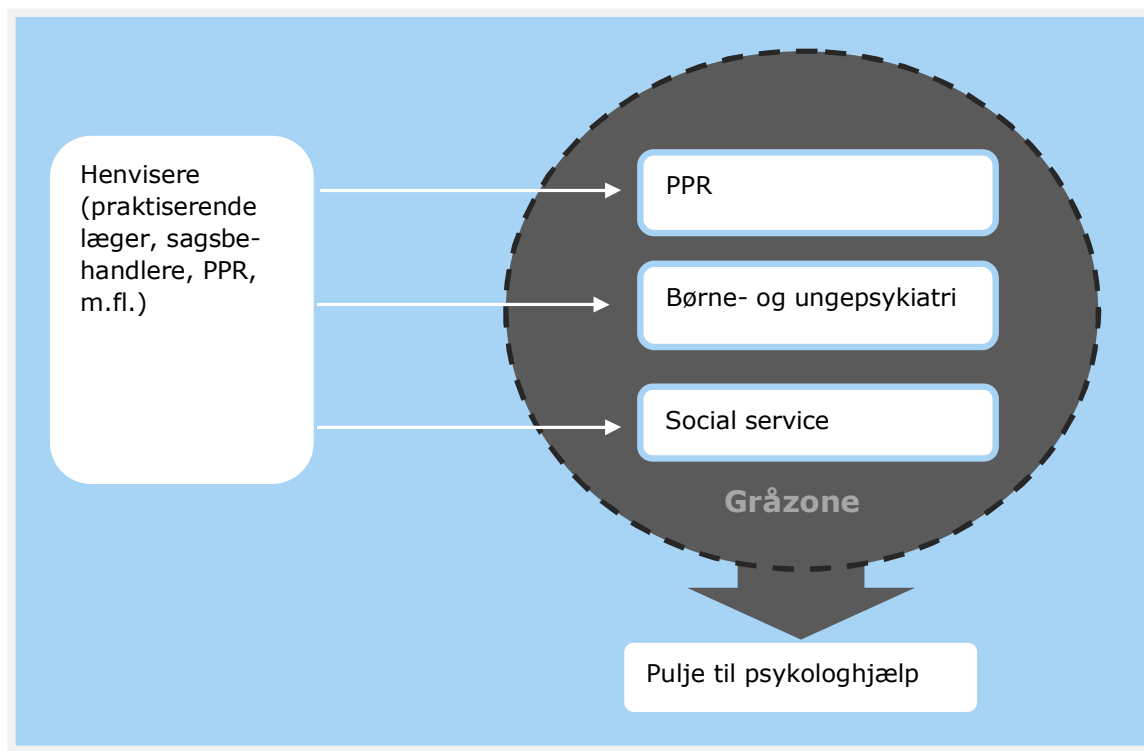 Henvisere
(praktiserende
læger, sagsbe-
handlere, PPR,
m.fl.)
PPR
Børne- og ungepsykiatri
Social service
Gråzone
Pulje til psykologhjælp